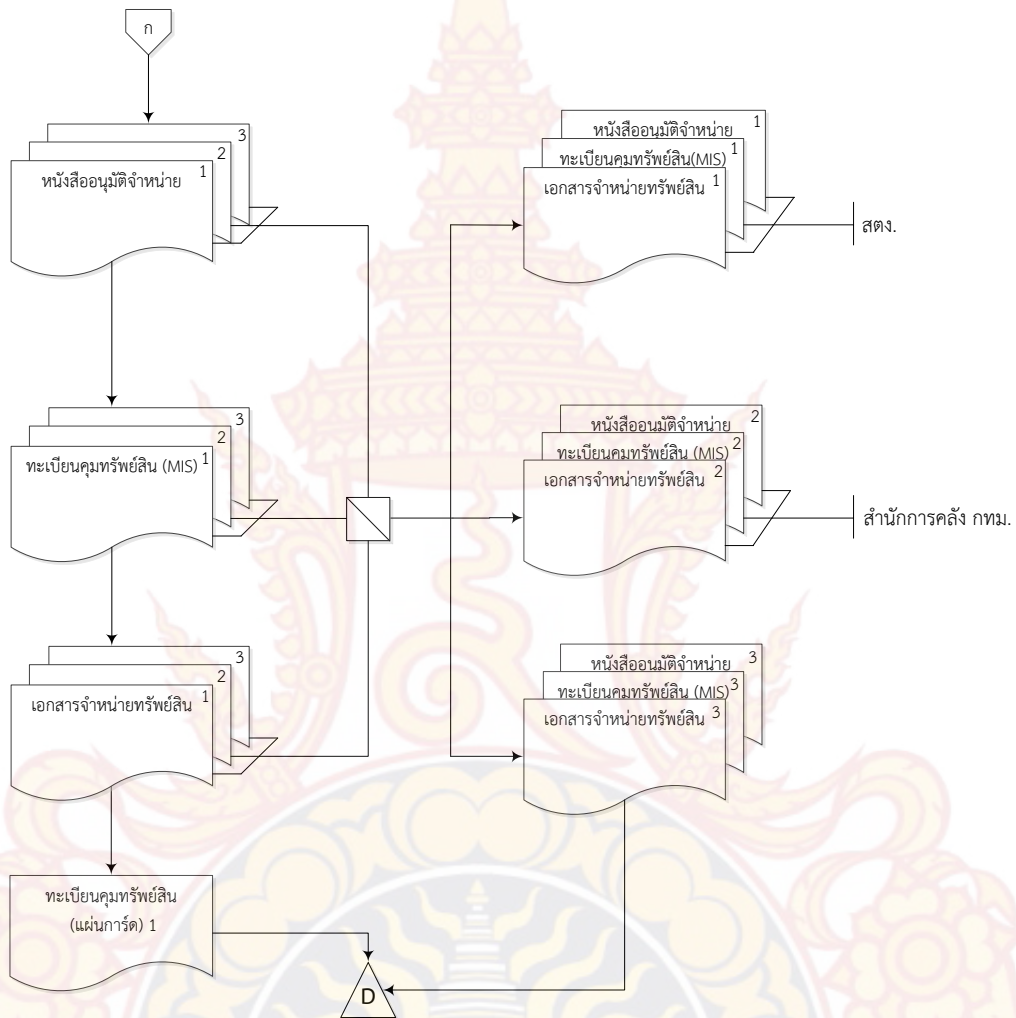 ก
3
2
หนังสืออนุมัติจำหน่าย 1
3
2
ทะเบียนคุมทรัพย์สิน (MIS) 1
3
2
เอกสารจำหน่ายทรัพย์สิน 1
ทะเบียนคุมทรัพย์สิน
(แผ่นการ์ด) 1
D
หนังสืออนุมัติจำหน่าย 1
ทะเบียนคุมทรัพย์สิน(MIS) 1
เอกสารจำหน่ายทรัพย์สิน 1
สตง.
หนังสืออนุมัติจำหน่าย 2
ทะเบียนคุมทรัพย์สิน (MIS) 2
เอกสารจำหน่ายทรัพย์สิน 2
สำนักการคลัง กทม.
หนังสืออนุมัติจำหน่าย 3
ทะเบียนคุมทรัพย์สิน (MIS) 3
เอกสารจำหน่ายทรัพย์สิน 3